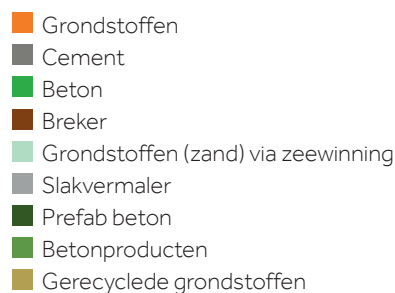 Grondstoffen
Cement
Beton
Breker
Grondstoffen (zand) via zeewinning
Slakvermaler
Prefab beton
Betonproducten
Gerecyclede grondstoffen